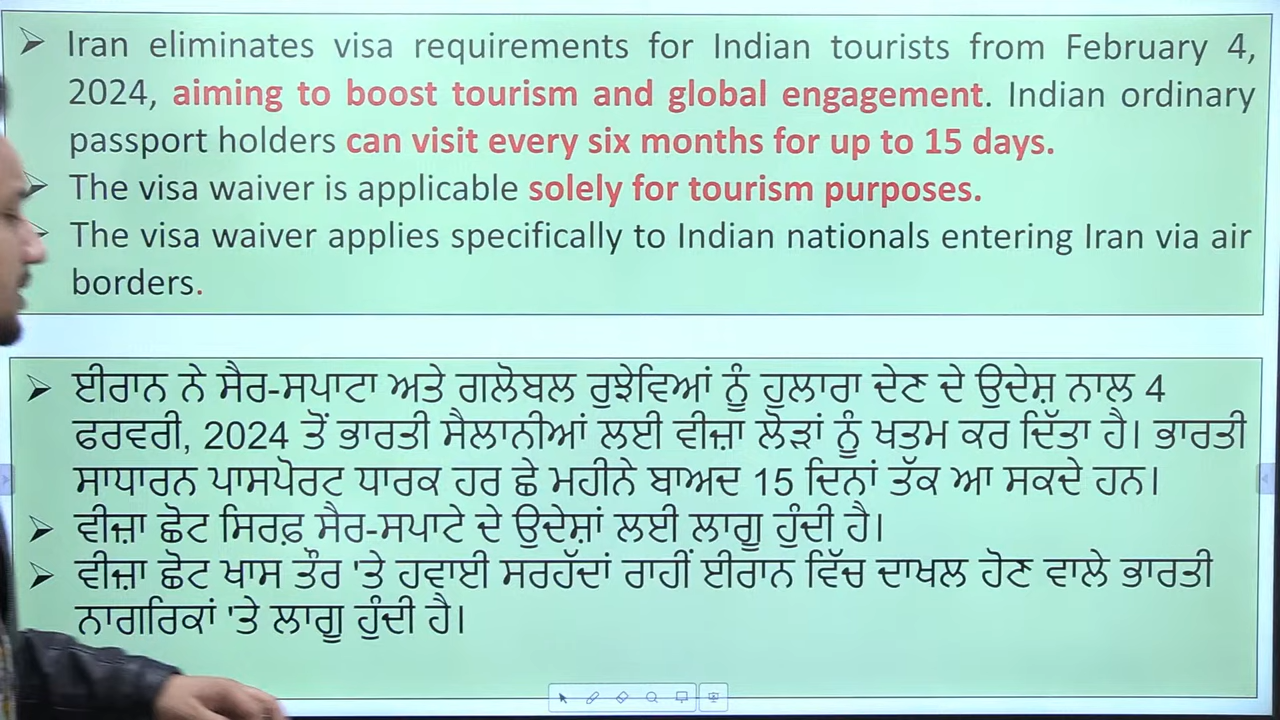 Iran eliminates visa requirements for Indian tourists from February 4,
2024, aiming to boost tourism and global engagement. Indian ordinary
passport holders can visit every six months for up to 15 days.
The visa waiver is applicable solely for tourism purposes.
The visa waiver applies specifically to Indian nationals entering Iran via air
borders.
ਈਰਾਨ ਨੇ ਸੈਰ-ਸਪਾਟਾ ਅਤੇ ਗਲੋਬਲ ਰੁਝੇਵਿਆਂ ਨੂੰ ਹੁਲਾਰਾ ਦੇਣ ਦੇ ਉਦੇਸ਼ ਨਾਲ 4
ਫਰਵਰੀ, 2024 ਤੋਂ ਭਾਰਤੀ ਸੈਲਾਨੀਆਂ ਲਈ ਵੀਜ਼ਾ ਲੋੜਾਂ ਨੂੰ ਖਤਮ ਕਰ ਦਿੱਤਾ ਹੈ। ਭਾਰਤੀ
ਸਾਧਾਰਨ ਪਾਸਪੋਰਟ ਧਾਰਕ ਹਰ ਛੇ ਮਹੀਨੇ ਬਾਅਦ 15 ਦਿਨਾਂ ਤੱਕ ਆ ਸਕਦੇ ਹਨ।
ਵੀਜ਼ਾ ਛੋਟ ਸਿਰਫ਼ ਸੈਰ-ਸਪਾਟੇ ਦੇ ਉਦੇਸ਼ਾਂ ਲਈ ਲਾਗੂ ਹੁੰਦੀ ਹੈ।
ਵੀਜ਼ਾ ਛੋਟ ਖਾਸ ਤੌਰ 'ਤੇ ਹਵਾਈ ਸਰਹੱਦਾਂ ਰਾਹੀਂ ਈਰਾਨ ਵਿੱਚ ਦਾਖਲ ਹੋਣ ਵਾਲੇ ਭਾਰਤੀ
ਨਾਗਰਿਕਾਂ 'ਤੇ ਲਾਗੂ ਹੁੰਦੀ ਹੈ।